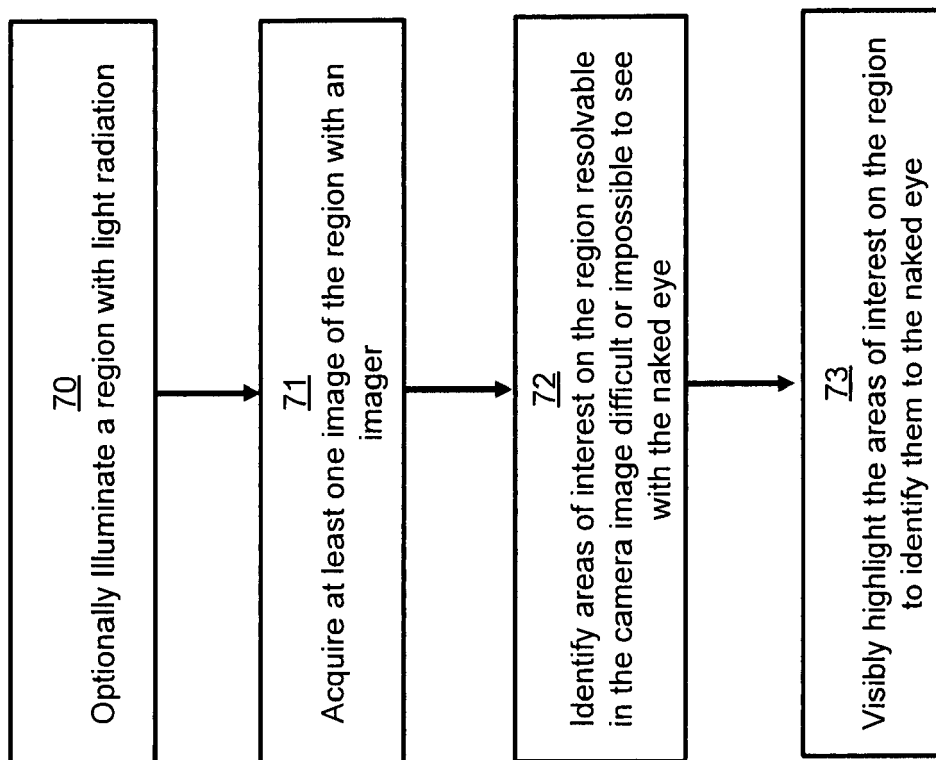 70
Optionally Illuminate a region with light radiation
71
Acquire at least one image of the region with an
imager
72
Identify areas of interest on the region resolvable
in the camera image difficult or impossible to see
with the naked eye
73
Visibly highlight the areas of interest on the region
to identify them to the naked eye